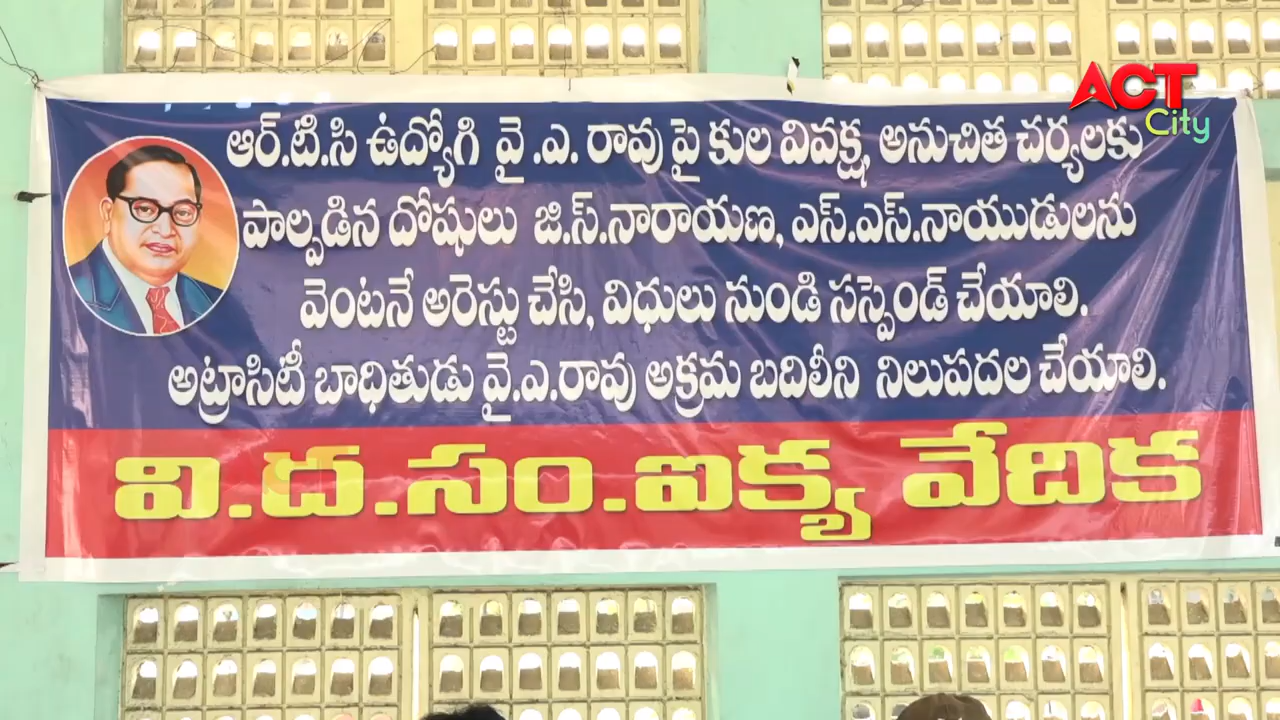 ACT
City
ఆర్.టి.సి ఉద్యోగి వై .ఎ. రావు పై కుల వివక్ష, అనుచిత చర్యలకు
పాల్పడిన దోషులు జి.స్.నారాయణ, ఎస్.ఎస్.నాయుడులను
వెంటనే అరెస్టు చేసి, విధులు నుండి సస్పెండ్ చేయాలి.
అట్రాసిటీ బాధితుడు వై.ఎ.రావు అక్రమ బదిలీని నిలుపదల చేయాలి.
వి.ద.సం.ఐక్య వేదిక